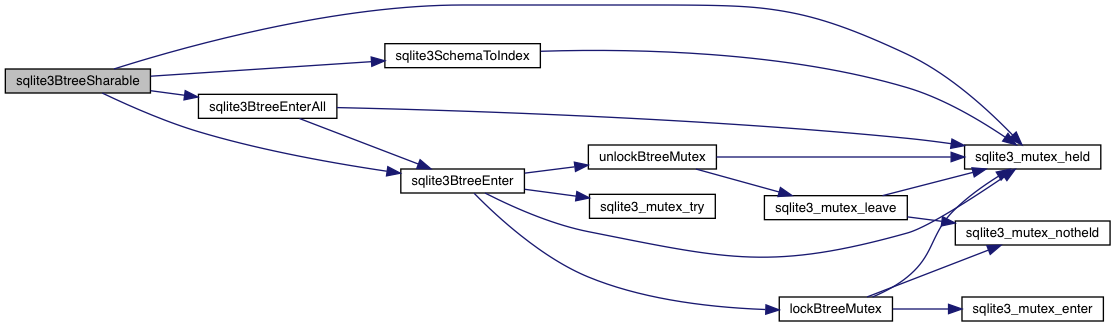 sqlite3BtreeSharable
sqlite3SchemaToIndex
sqlite3BtreeEnterAll
sqlite3BtreeEnter
unlockBtreeMutex
sqlite3_mutex_try
sqlite3_mutex_leave
lockBtreeMutex
sqlite3_mutex_held
sqlite3_mutex_notheld
sqlite3_mutex_enter